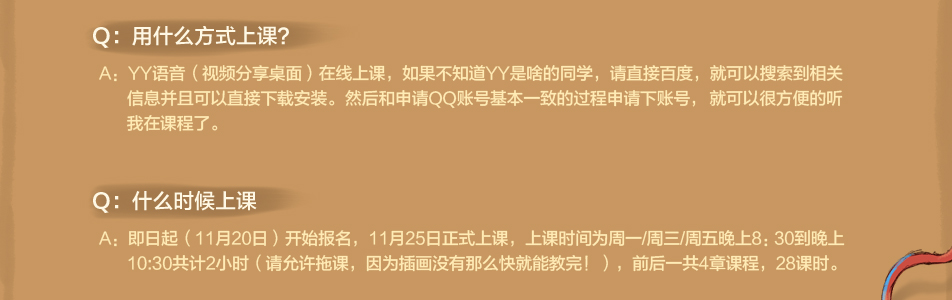 Q：用什么方式上课？
A：YY语音（视频分享桌面）在线上课，如果不知道YY是啥的同学，请直接百度，就可以搜索到相关
信息并且可以直接下载安装。然后和申请QQ账号基本一致的过程申请下账号，就可以很方便的听
我在课程了。
Q：什么时候上课
A：即日起（11月20日）开始报名，11月25日正式上课，上课时间为周一/周三/周五晚上8：30到晚上
10:30共计2小时（请允许拖课，因为插画没有那么快就能教完！），前后一共4章课程，28课时。